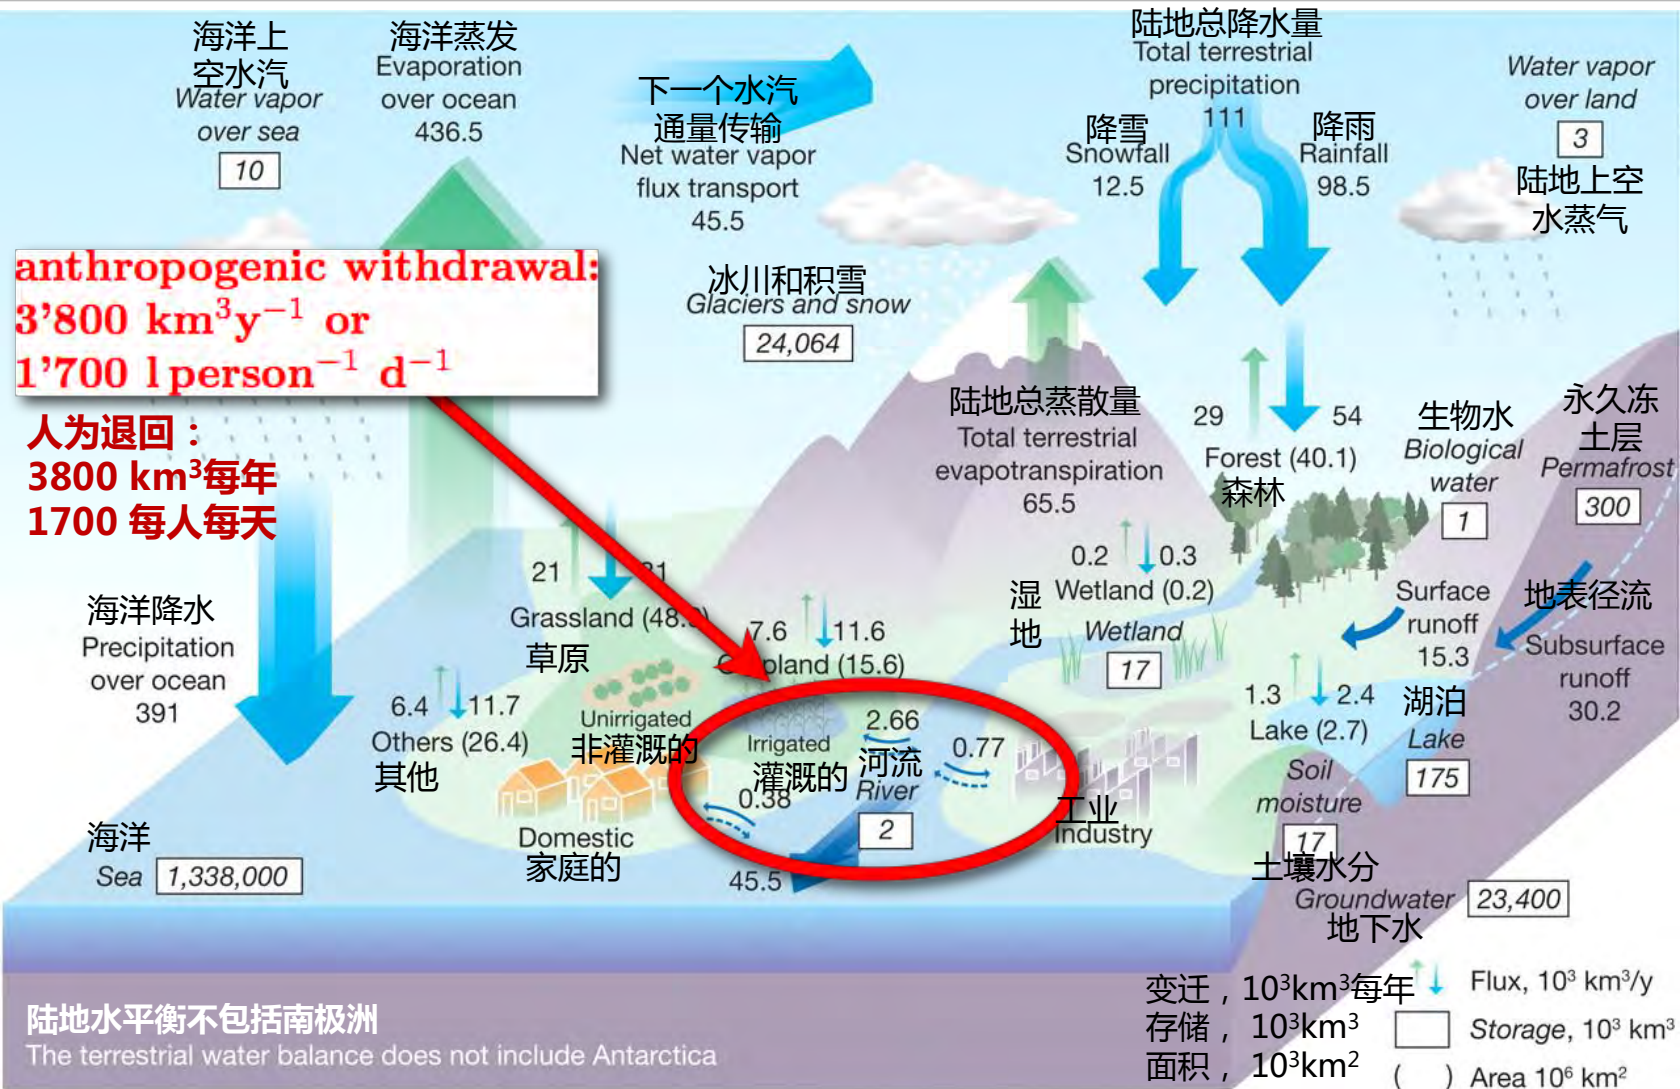 海洋上
空水汽
Water vapor
over sea
10
海洋蒸发
Evaporation
over ocean
436.5
下一个水汽
通量传输
Net water vapor
flux transport
45.5
陆地总降水量
Total terrestrial
precipitation
111
降雪
Snowfall
12.5
降雨
Rainfall
98.5
Water vapor
over land
3
陆地上空
水蒸气
anthropogenic withdrawal:
3'800 km³y⁻¹ or
1'700 l person⁻¹ d⁻¹
人为退回：
3800 km³每年
1700 每人每天
冰川和积雪
Glaciers and snow
24,064
陆地总蒸散量
Total terrestrial
evapotranspiration
65.5
29
54
Forest (40.1)
森林
生物水
Biological
water
1
永久冻
土层
Permafrost
300
海洋降水
Precipitation
over ocean
391
21
31
Grassland (48.
草原
7.6
11.6
Cropland (15.6)
0.2
0.3
湿
地
Wetland (0.2)
Wetland
17
Surface
runoff
15.3
地表径流
Subsurface
runoff
30.2
6.4
11.7
Others (26.4)
其他
Unirrigated
非灌溉的
Irrigated
灌溉的
2.66
河流
River
2
0.77
0.38
1.3
2.4
Lake (2.7)
湖泊
Lake
175
Soil
moisture
17
土壤水分
Domestic
家庭的
工业
Industry
45.5
海洋
Sea
1,338,000
Groundwater
23,400
地下水
陆地水平衡不包括南极洲
The terrestrial water balance does not include Antarctica
变迁，10³km³每年
Flux, 10³ km³/y
存储， 10³km³
Storage, 10³ km³
面积， 10³km²
( ) Area 10⁶ km²